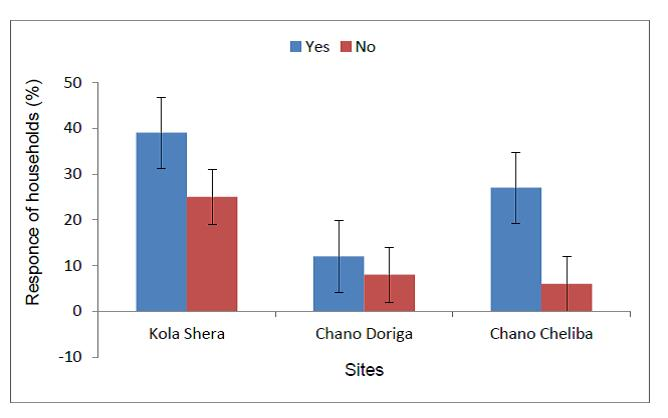 Yes No
Responce of households (%)
50
40
30
20
10
0
-10
Kola Shera Chano Doriga Chano Cheliba
Sites